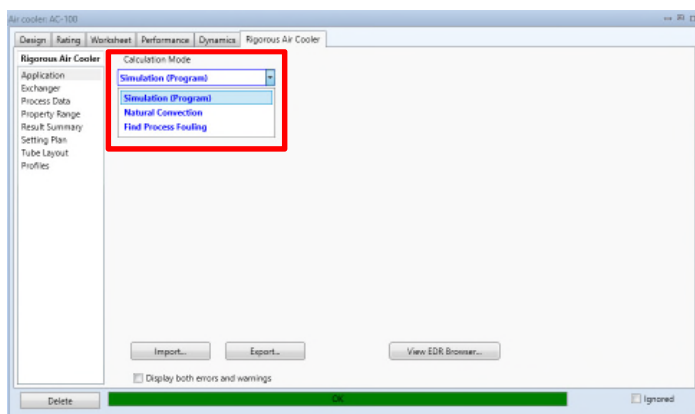 Air cooler: AC-100
Design Rating Worksheet Performance Dynamics Rigorous Air Cooler
Rigorous Air Cooler
Application
Exchanger
Process Data
Property Range
Result Summary
Setting Plan
Tube Layout
Profiles
Calculation Mode
Simulation (Program)
Simulation (Program)
Natural Convection
Find Process Fouling
Import... Export... View EDR Browser...
Display both errors and warnings
Delete OK Ignored